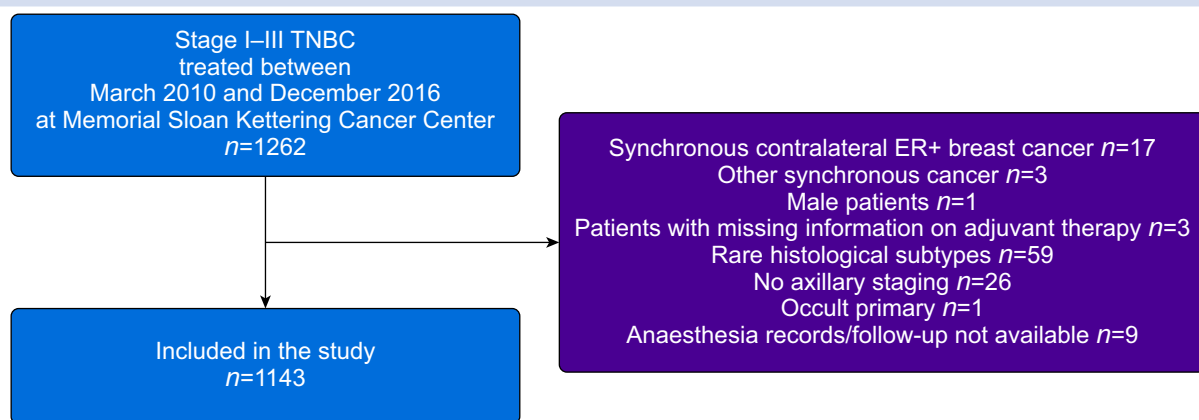 Stage I–III TNBC
treated between
March 2010 and December 2016
at Memorial Sloan Kettering Cancer Center
n=1262
Synchronous contralateral ER+ breast cancer n=17
Other synchronous cancer n=3
Male patients n=1
Patients with missing information on adjuvant therapy n=3
Rare histological subtypes n=59
No axillary staging n=26
Occult primary n=1
Anaesthesia records/follow-up not available n=9
Included in the study
n=1143